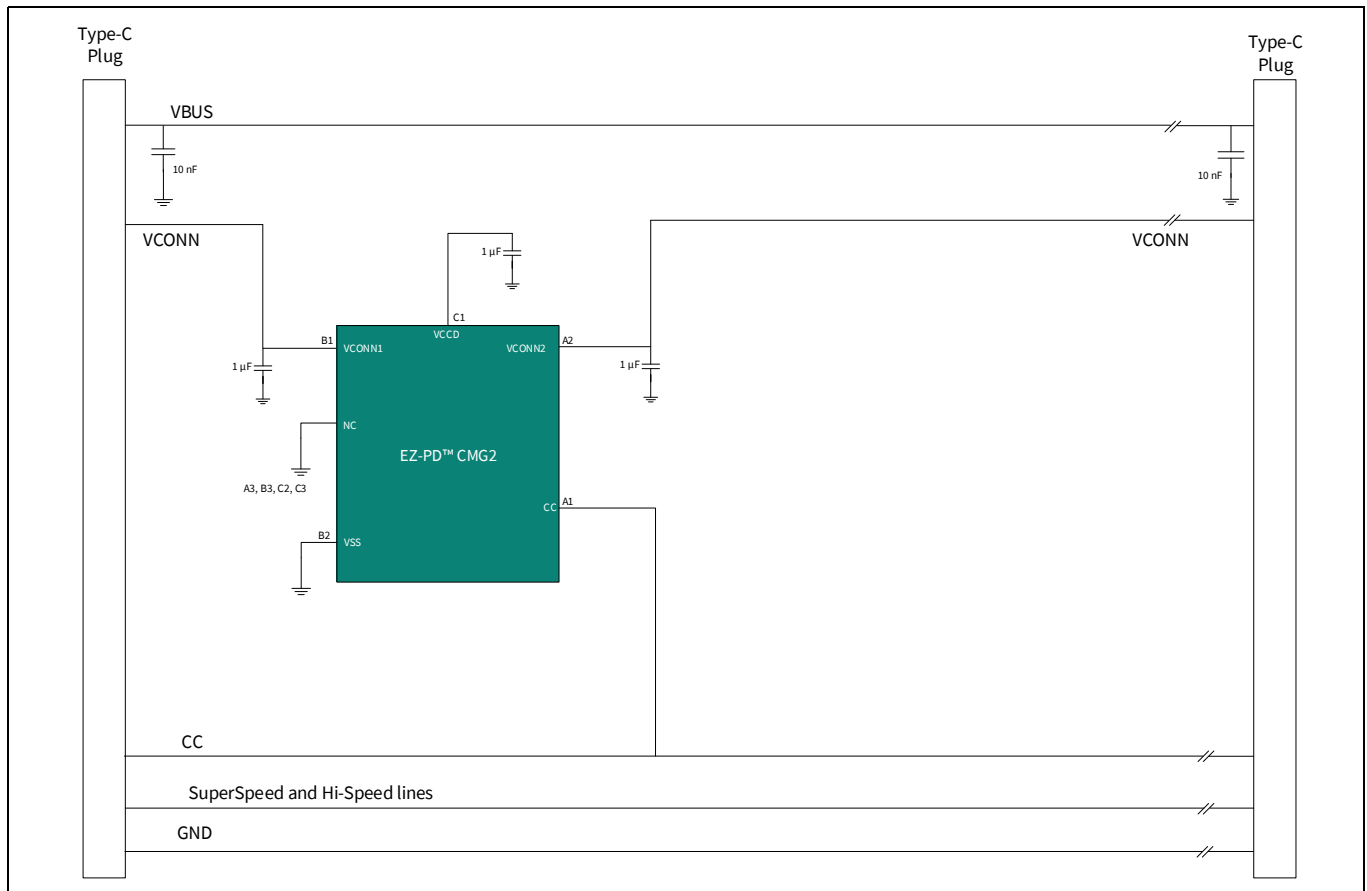 Type-C
Plug
Type-C
Plug
VBUS
10 nF
10 nF
VCONN
VCONN
1 µF
C1
VCCD
B1
VCONN1
VCONN2
A2
1 µF
1 µF
NC
A3, B3, C2, C3
EZ-PD™ CMG2
CC
A1
B2
VSS
CC
SuperSpeed and Hi-Speed lines
GND